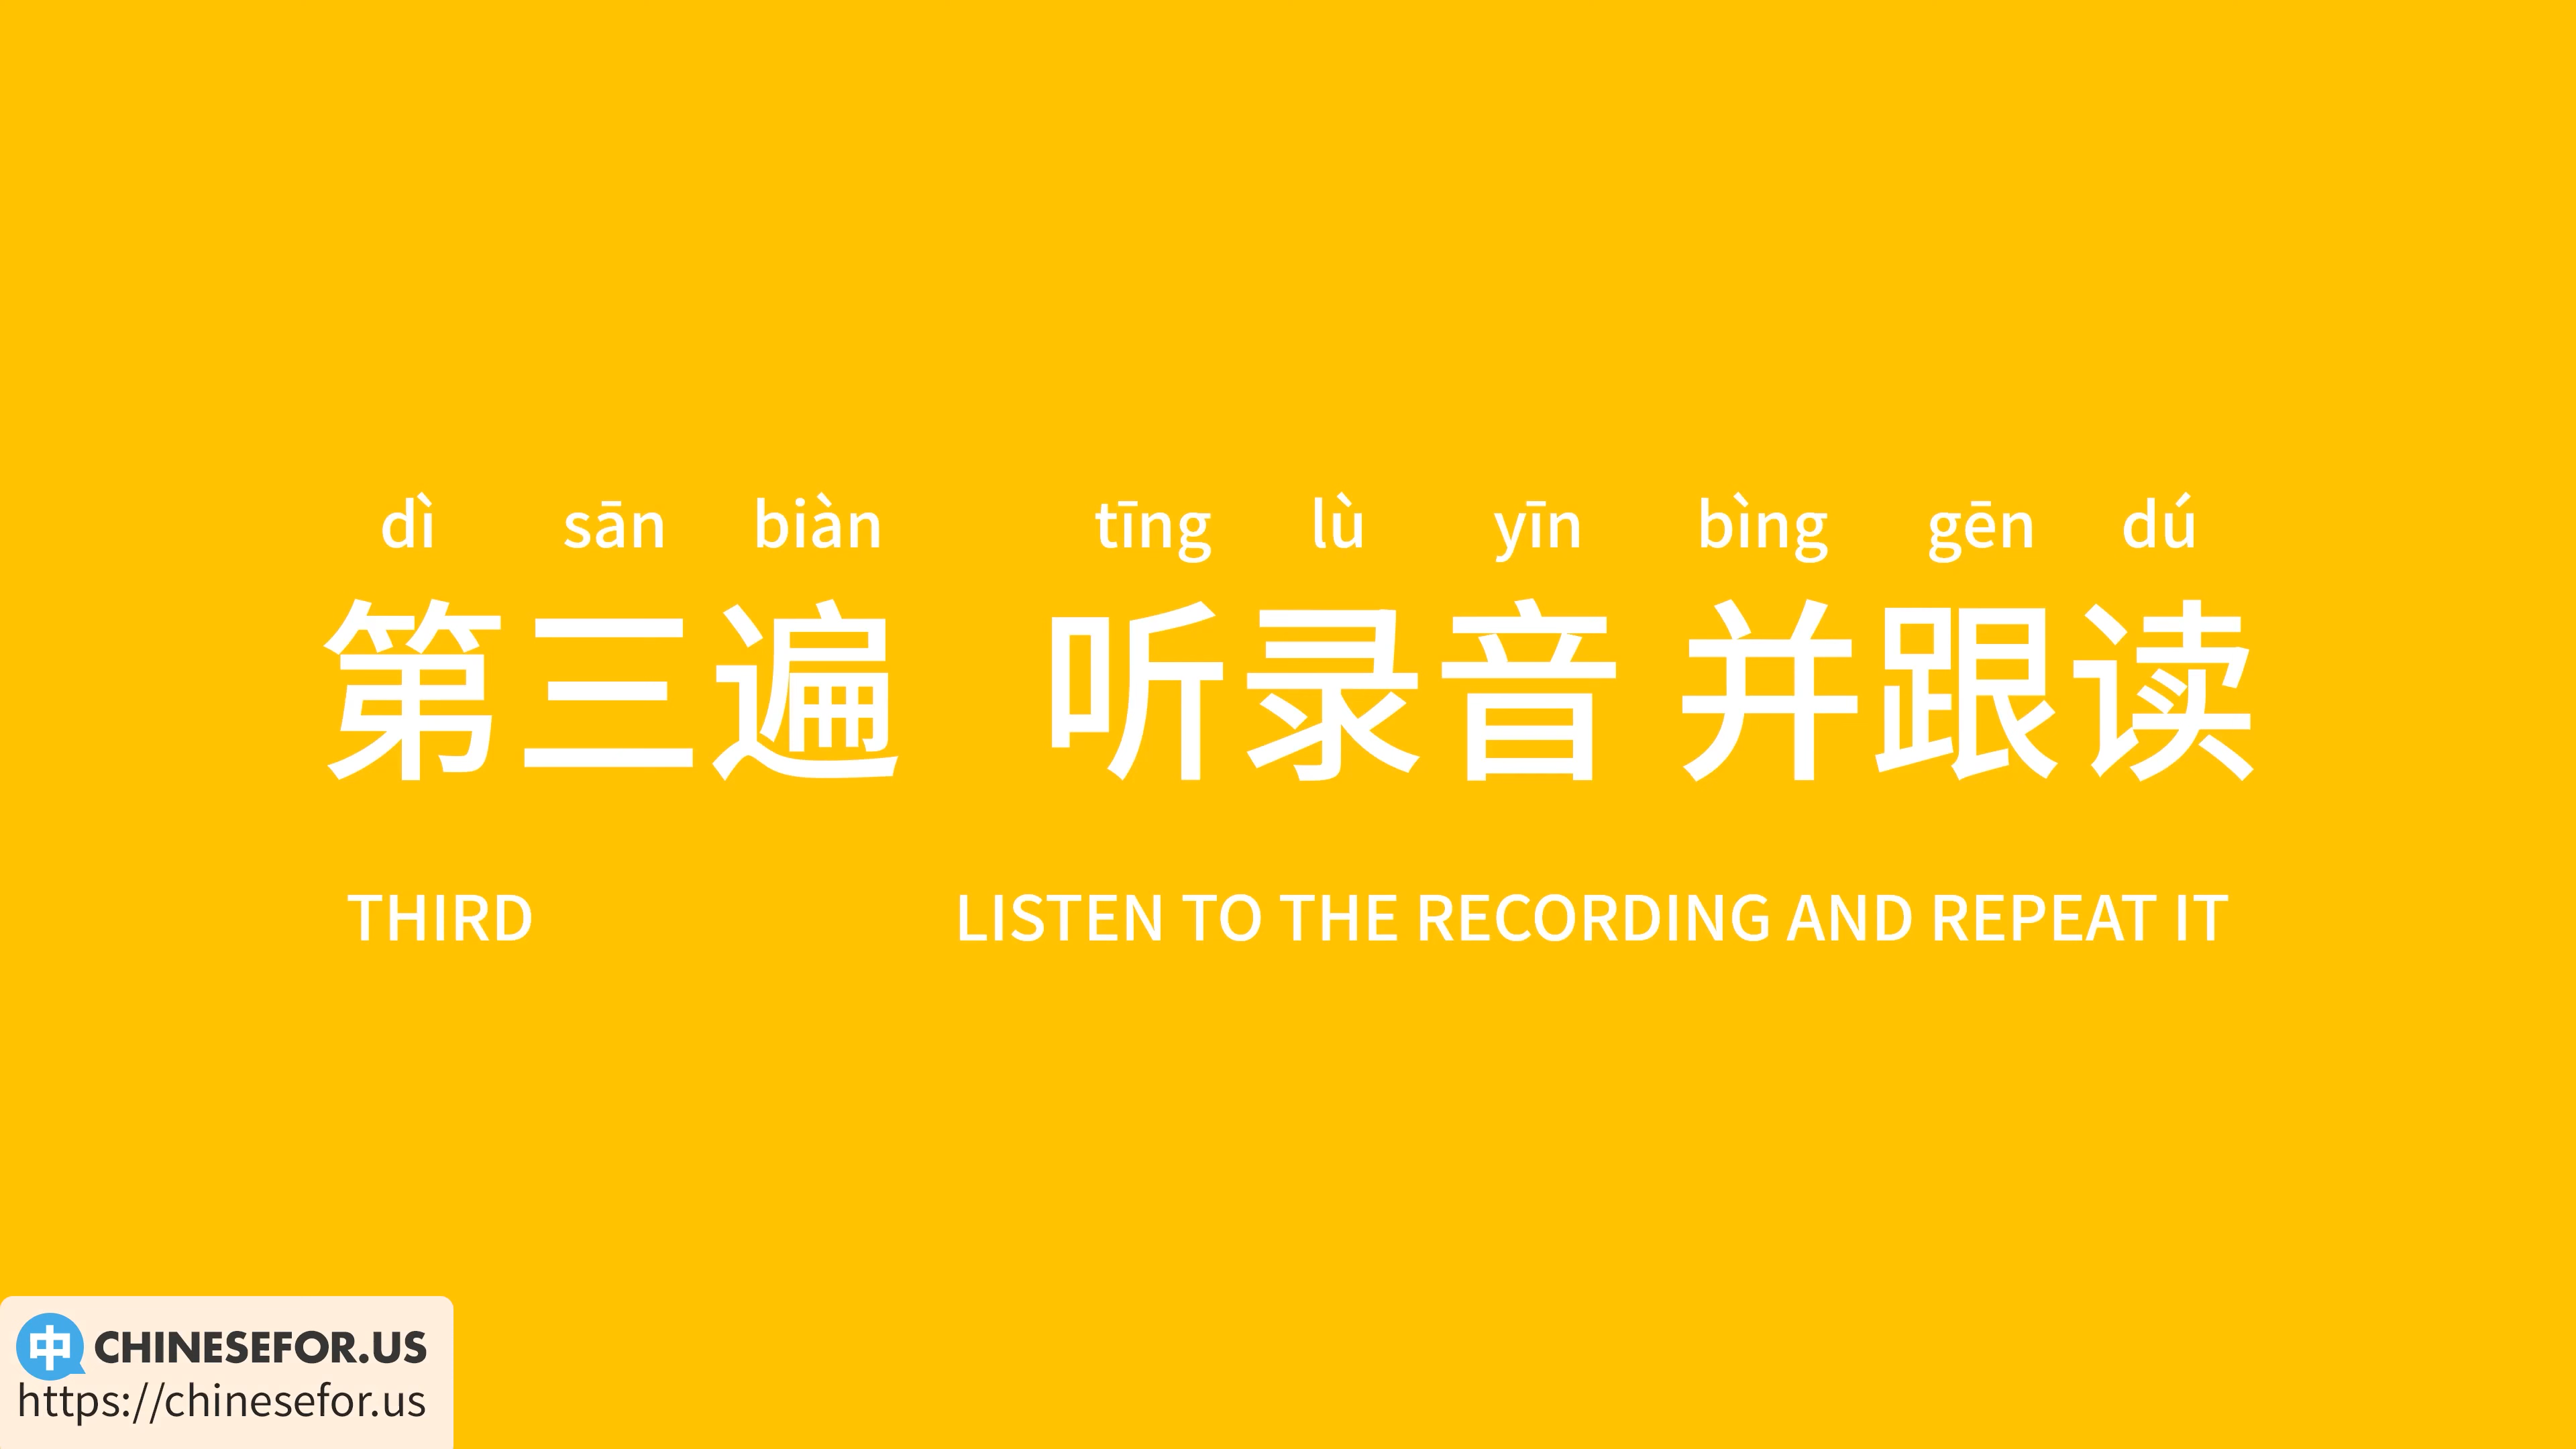 dì sān biàn tīng lù yīn bìng gēn dú
第三遍 听录音 并跟读
THIRD LISTEN TO THE RECORDING AND REPEAT IT
中 CHINESEFOR.US
https://chinesefor.us